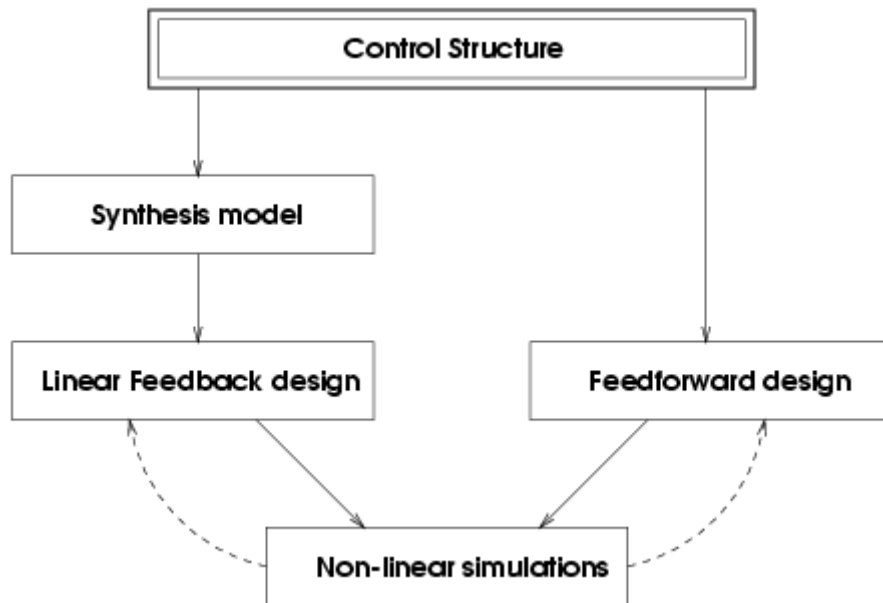 Control Structure
Synthesis model
Linear Feedback design
Feedforward design
Non-linear simulations